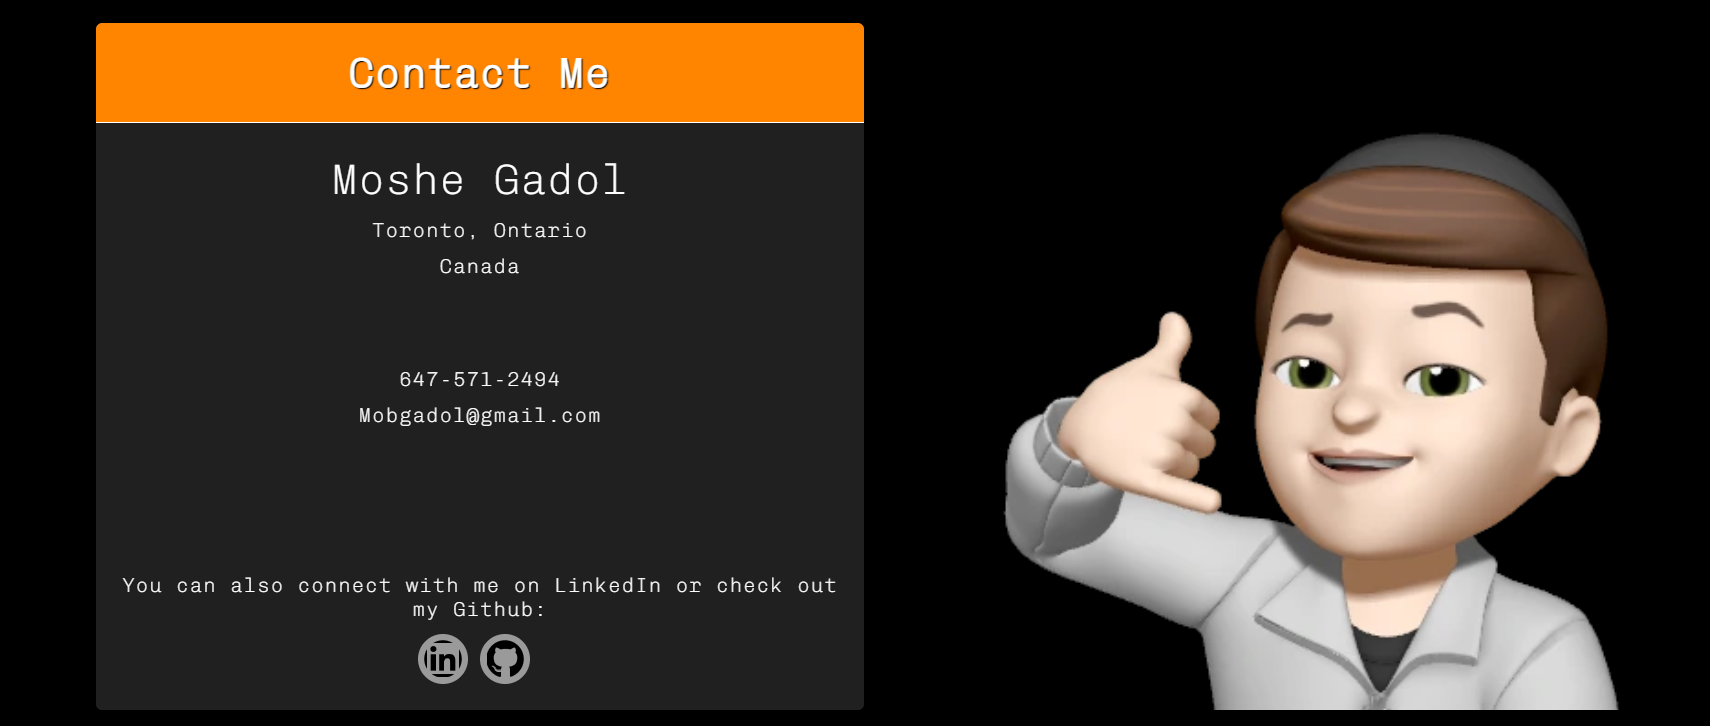 Contact Me
Moshe Gadol
Toronto, Ontario
Canada
647-571-2494
Mobgadol@gmail.com
You can also connect with me on LinkedIn or check out
my Github:
in